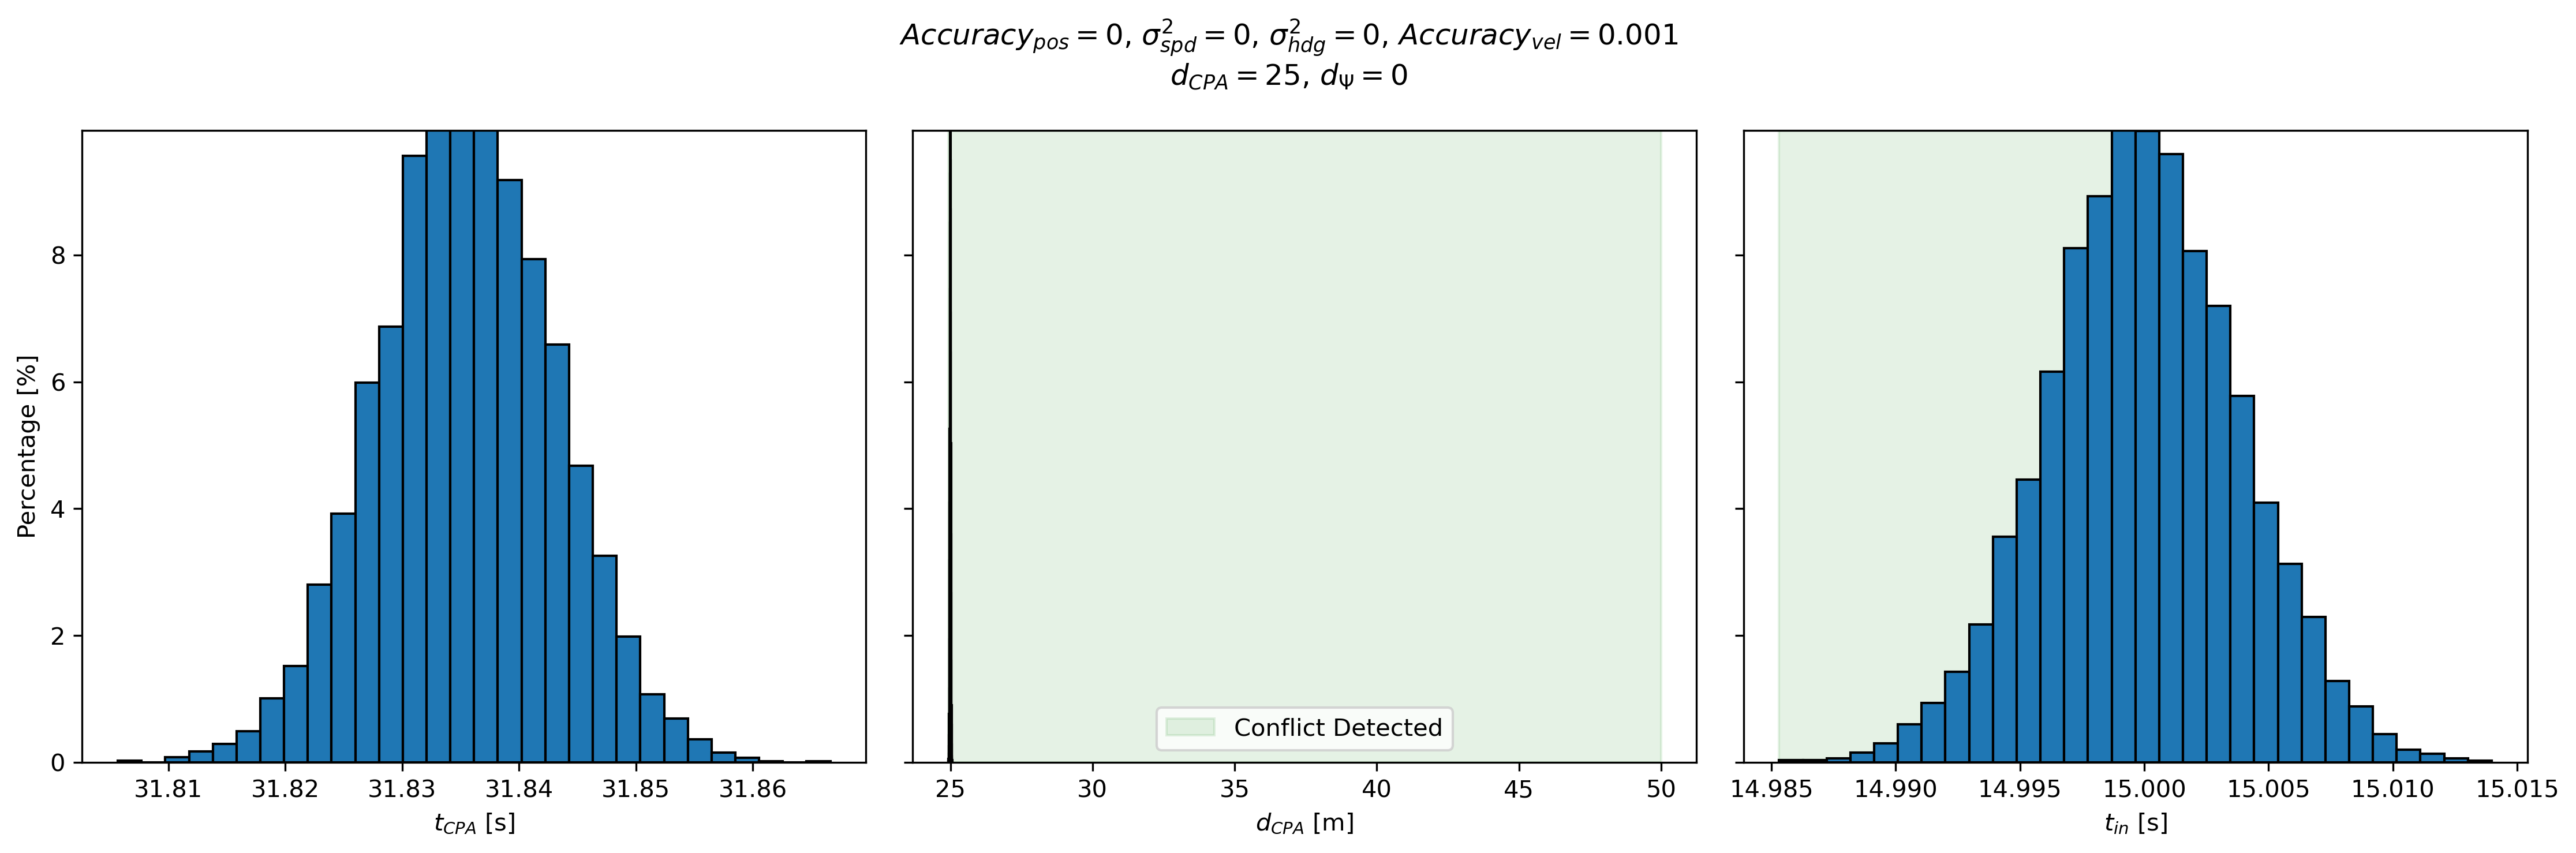 Accuracy_pos = 0, σ²_spd = 0, σ²_hdg = 0, Accuracy_vel = 0.001
d_CPA = 25, d_Ψ = 0
Percentage [%]
8
6
4
2
0
31.81 31.82 31.83 31.84 31.85 31.86
t_CPA [s]
Conflict Detected
25 30 35 40 45 50
d_CPA [m]
14.985 14.990 14.995 15.000 15.005 15.010 15.015
t_in [s]